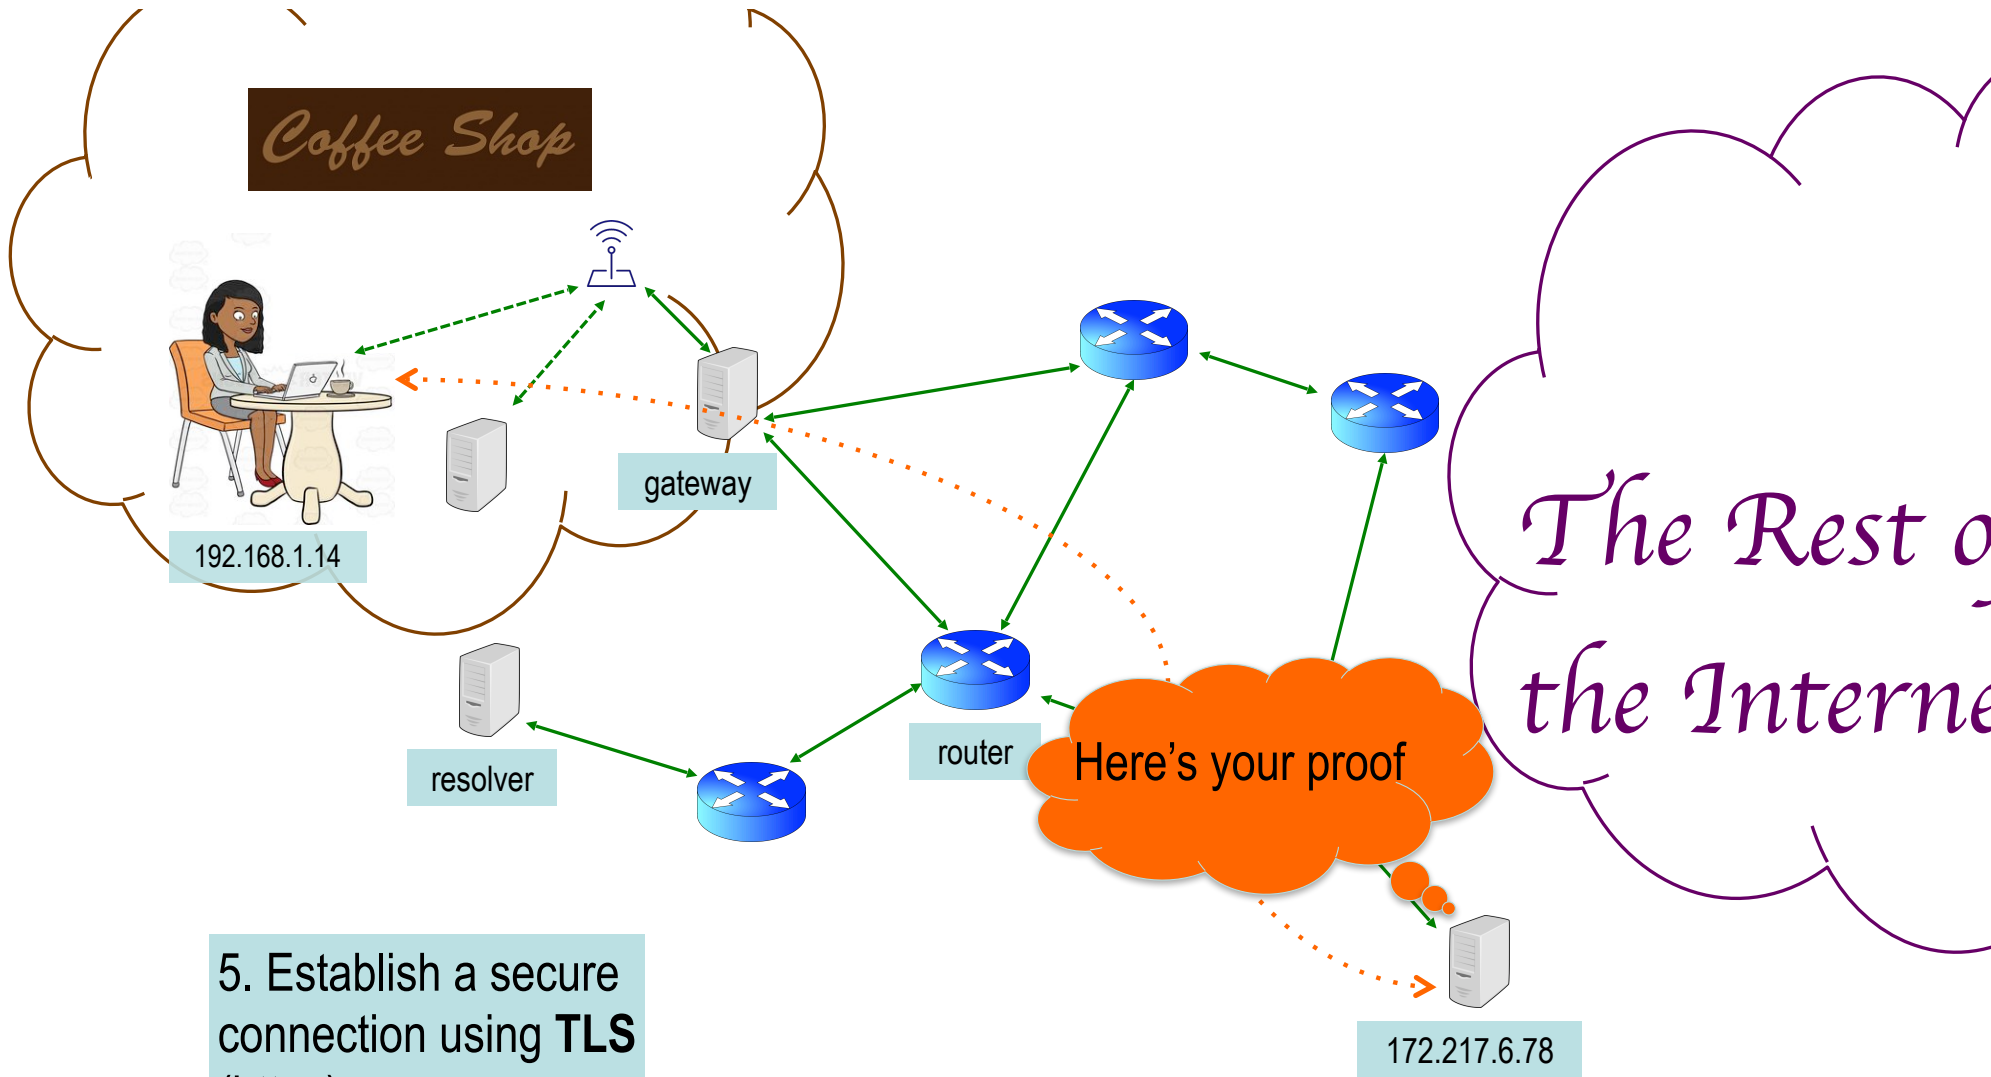 Coffee Shop
gateway
192.168.1.14
The Rest
the
resolver
router
Here's your proof
5. Establish a secure
connection using TLS
172.217.6.78